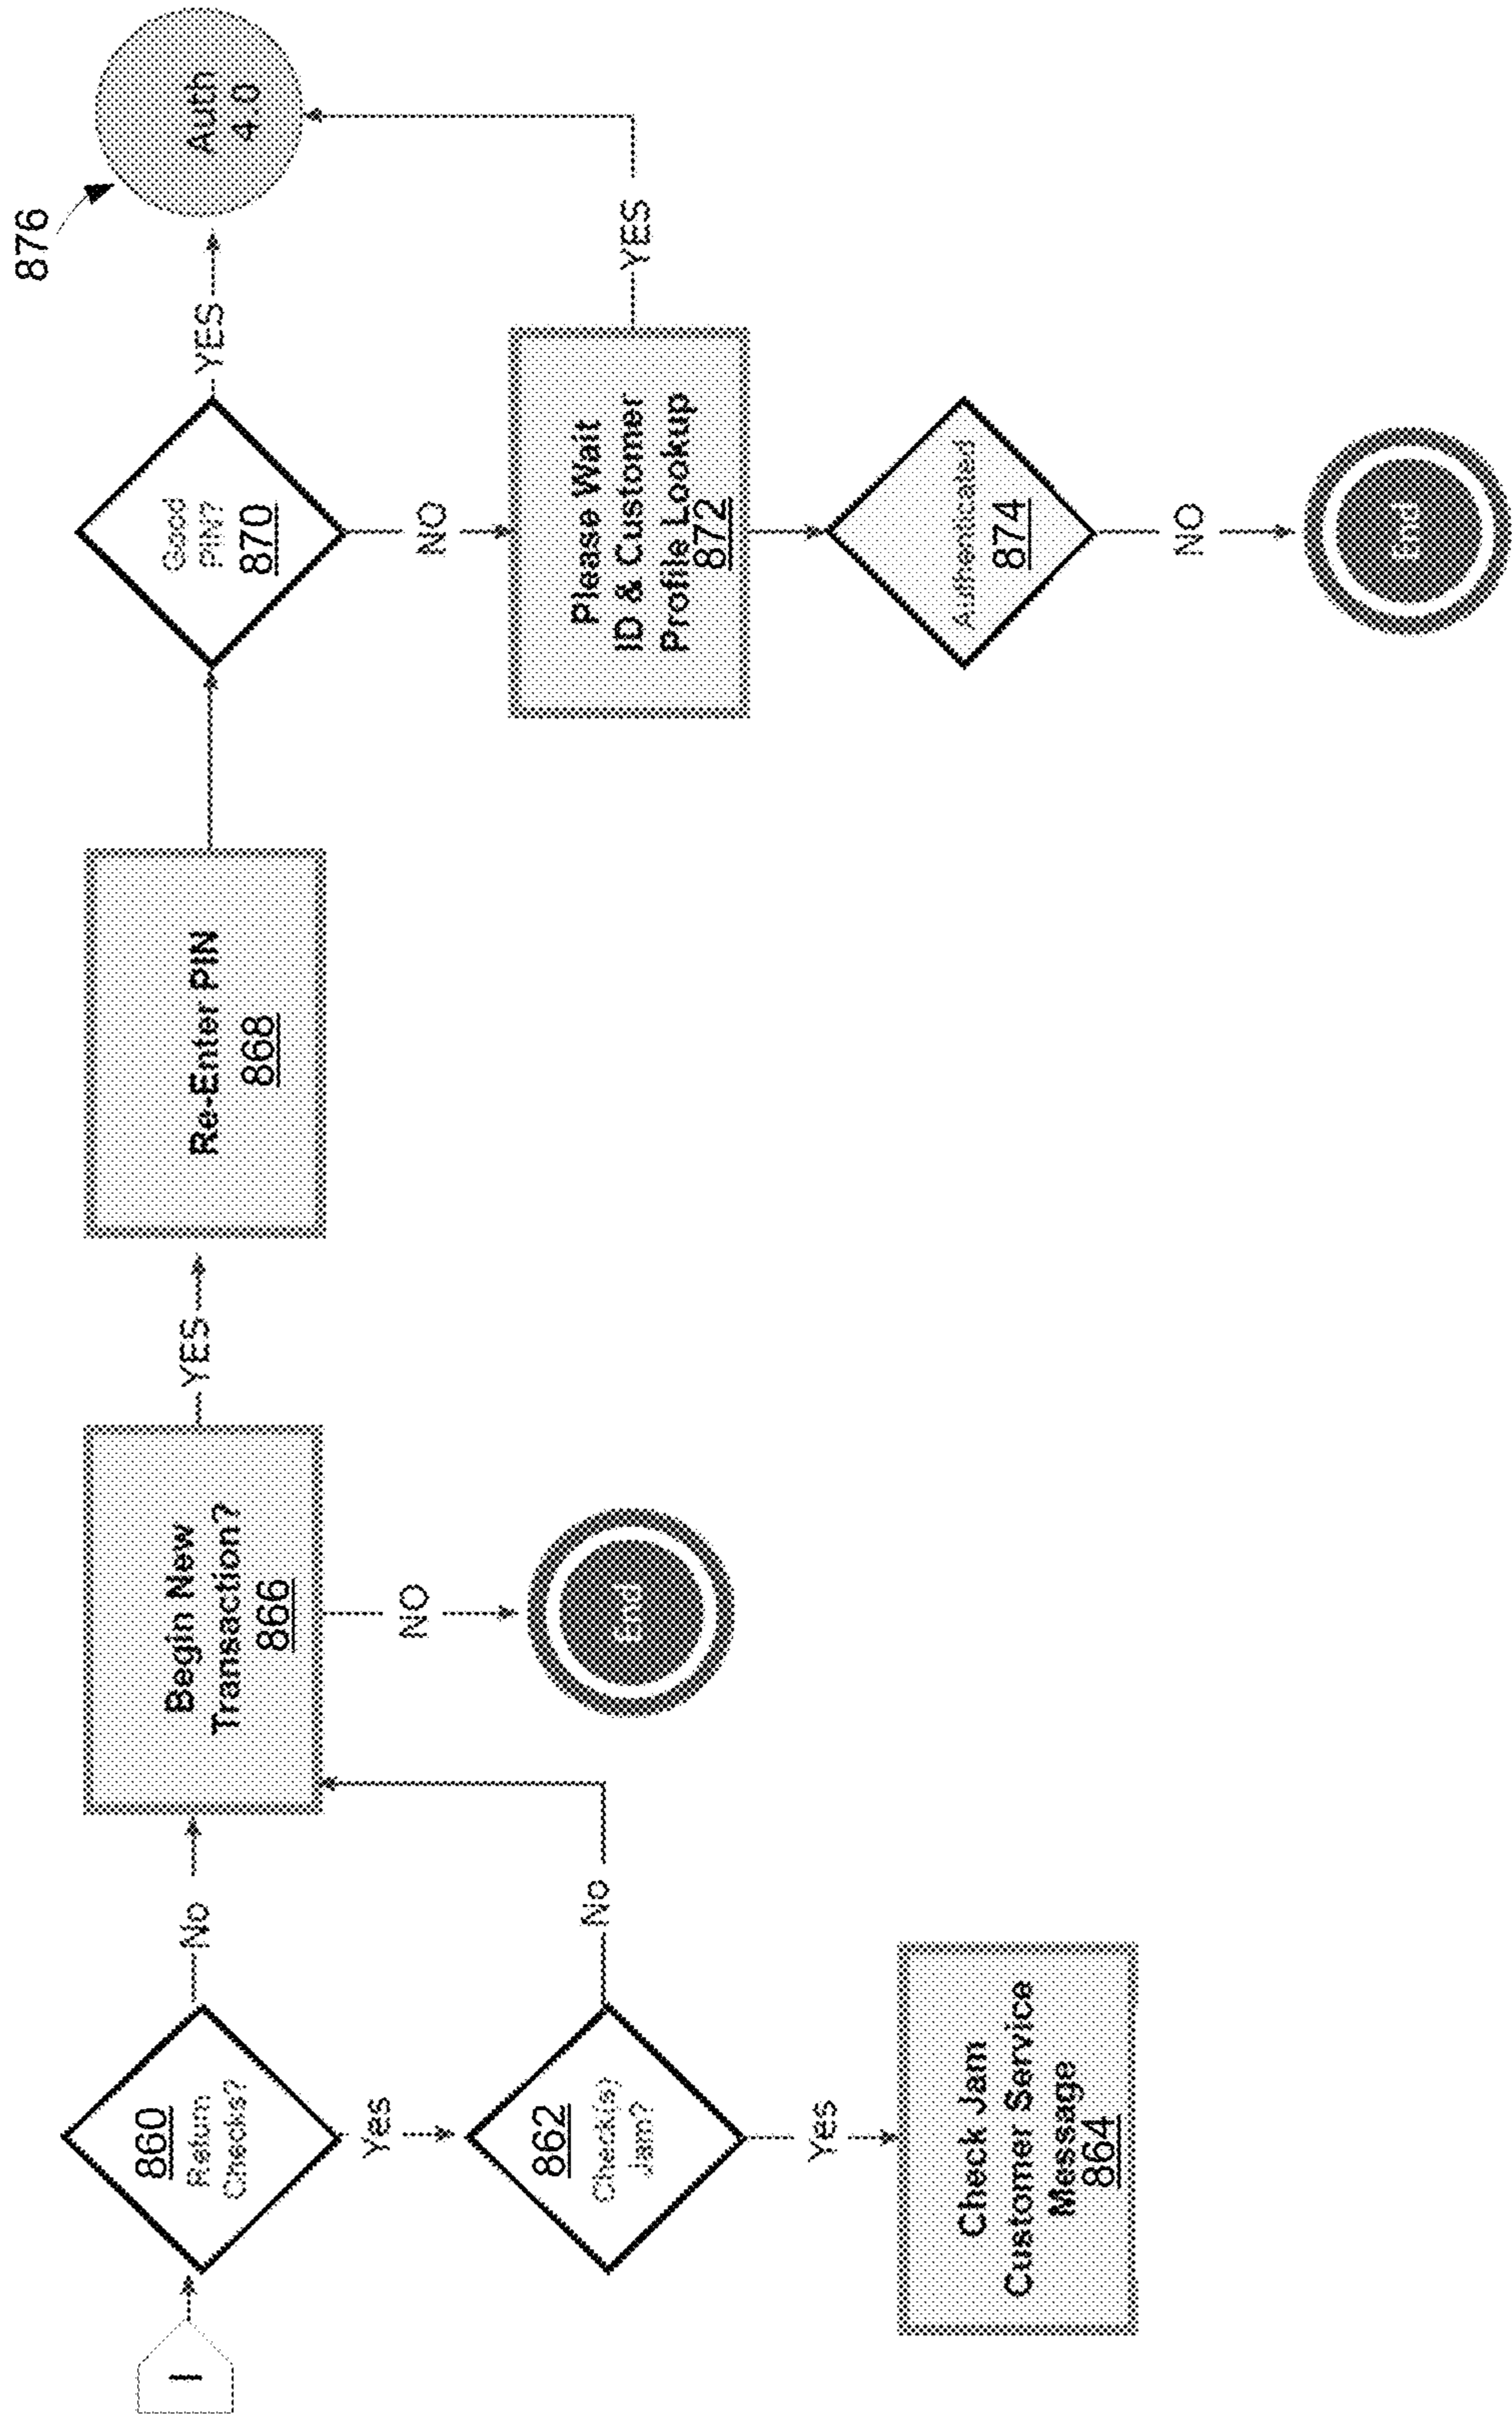 I
860
Return
Checks?
No
Yes
862
Check(s)
Jam?
No
Yes
Check Jam
Customer Service
Message
864
Begin New
Transaction?
866
NO
End
YES
Re-Enter PIN
868
Good
PIN?
870
YES
NO
Please Wait
ID & Customer
Profile Lookup
872
YES
Authenticated
874
NO
End
Auth
4.0
876